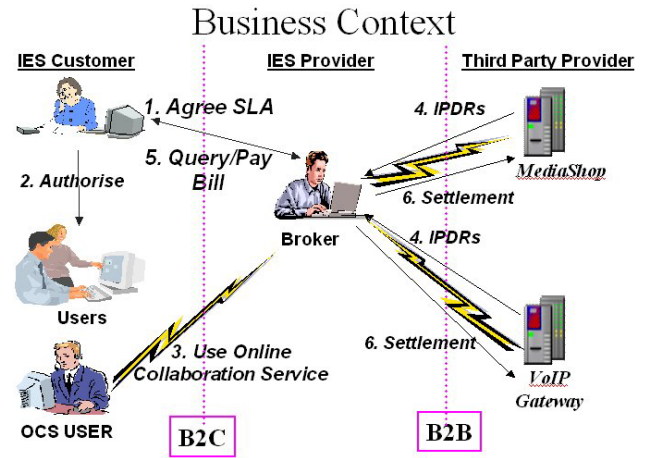 Business Context
IES Customer
IES Provider
Third Party Provider
1. Agree SLA
4. IPDRs
5. Query/Pay
Bill
MediaShop
2. Authorise
6. Settlement
Broker
4. IPDRs
Users
6. Settlement
3. Use Online
Collaboration Service
VoIP
Gateway
OCS USER
B2C
B2B